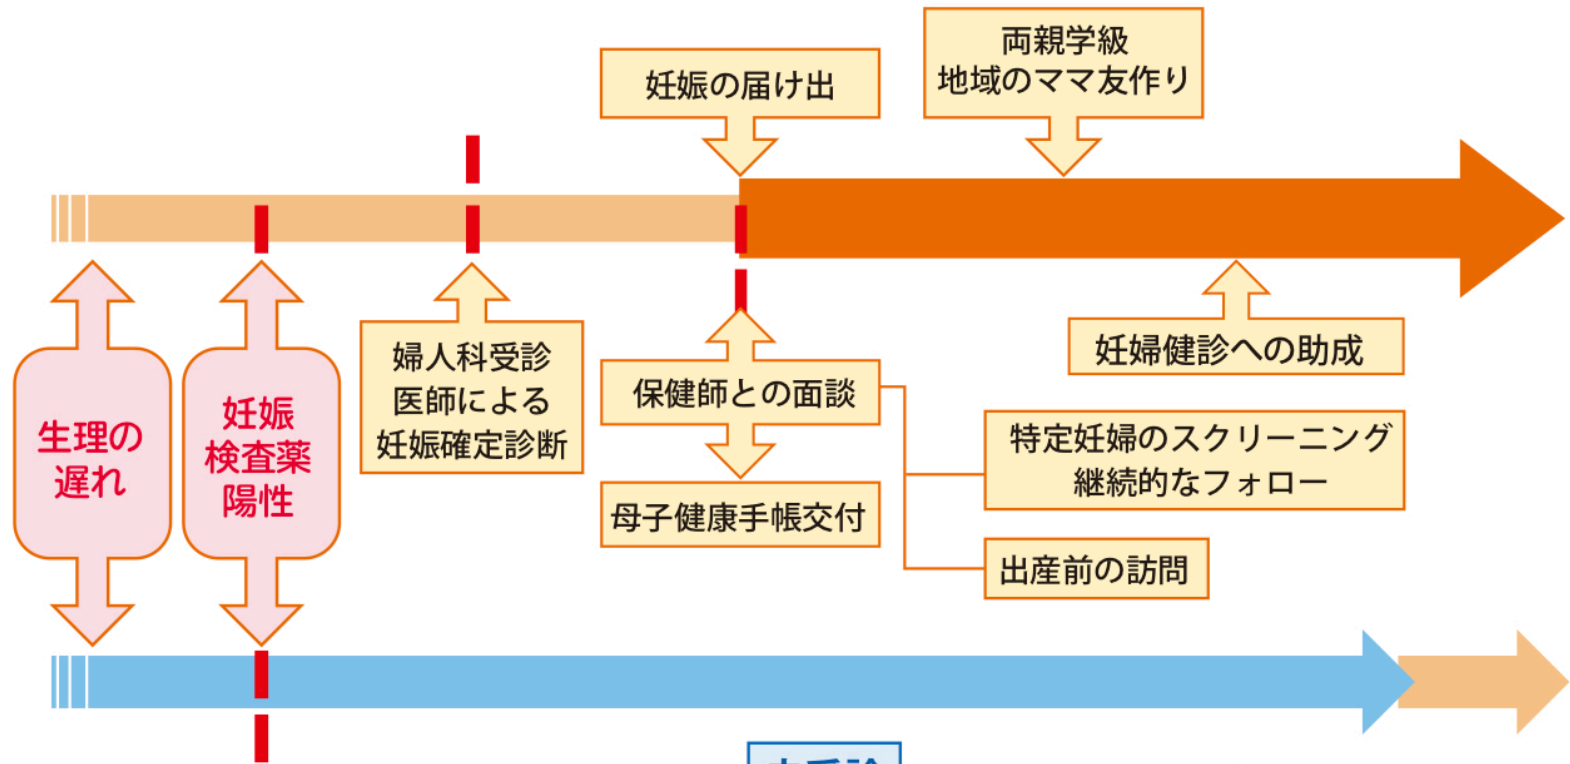 両親学級
地域のママ友作り
妊娠の届け出
婦人科受診
医師による
妊娠確定診断
保健師との面談
妊婦健診への助成
生理の
遅れ
妊娠
検査薬
陽性
特定妊婦のスクリーニング
継続的なフォロー
母子健康手帳交付
出産前の訪問